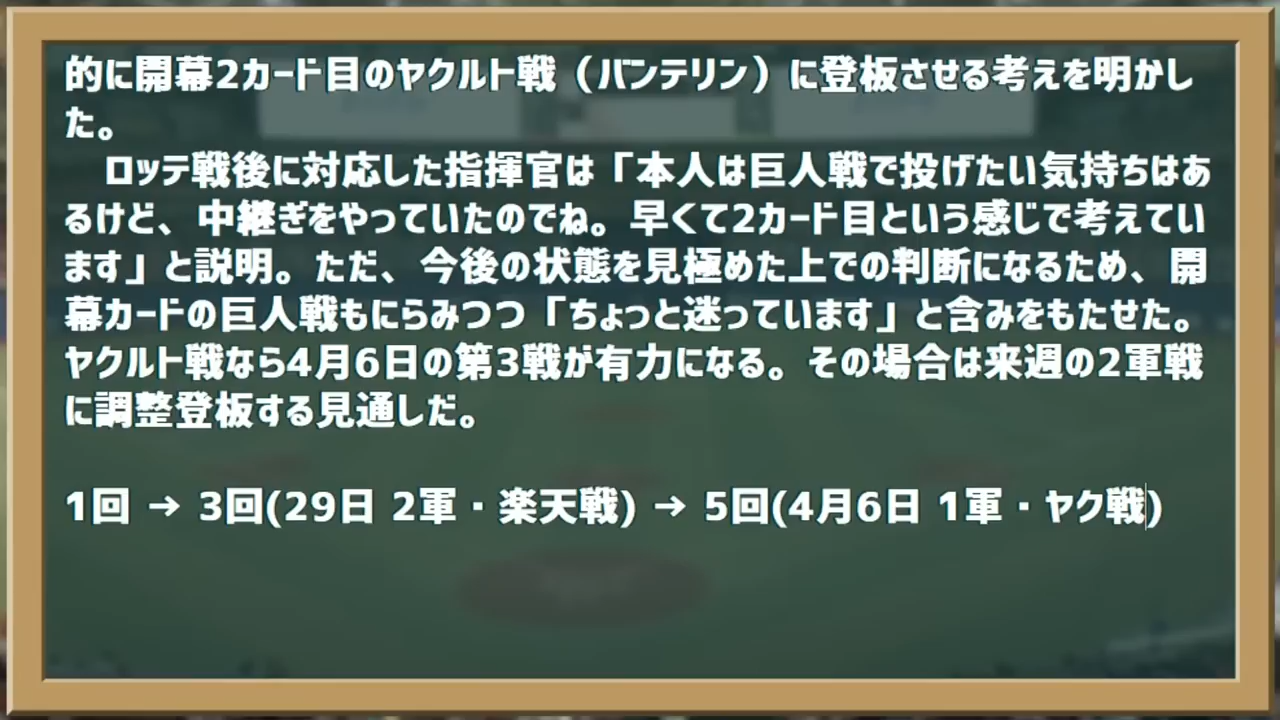 的に開幕2カード目のヤクルト戦（バンテリン）に登板させる考えを明かし
た。
　ロッテ戦後に対応した指揮官は「本人は巨人戦で投げたい気持ちはあ
るけど、中継ぎをやっていたのでね。早くて2カード目という感じで考えてい
ます」と説明。ただ、今後の状態を見極めた上での判断になるため、開
幕カードの巨人戦もにらみつつ「ちょっと迷っています」と含みをもたせた。
ヤクルト戦なら4月6日の第3戦が有力になる。その場合は来週の2軍戦
に調整登板する見通しだ。
1回 → 3回(29日 2軍・楽天戦) → 5回(4月6日 1軍・ヤク戦)